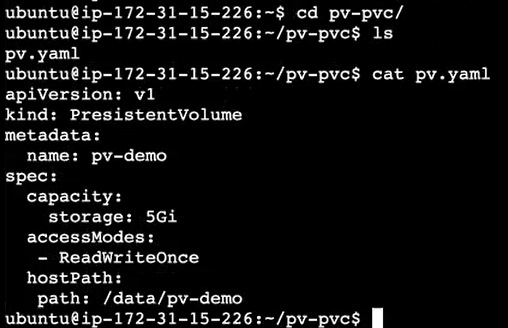 ubuntu@ip-172-31-15-226:~$ cd pv-pvc/
ubuntu@ip-172-31-15-226:~/pv-pvc$ ls
pv.yaml
ubuntu@ip-172-31-15-226:~/pv-pvc$ cat pv.yaml
apiVersion: v1
kind: PresistentVolume
metadata:
  name: pv-demo
spec:
  capacity:
    storage: 5Gi
  accessModes:
   - ReadWriteOnce
  hostPath:
   path: /data/pv-demo
ubuntu@ip-172-31-15-226:~/pv-pvc$